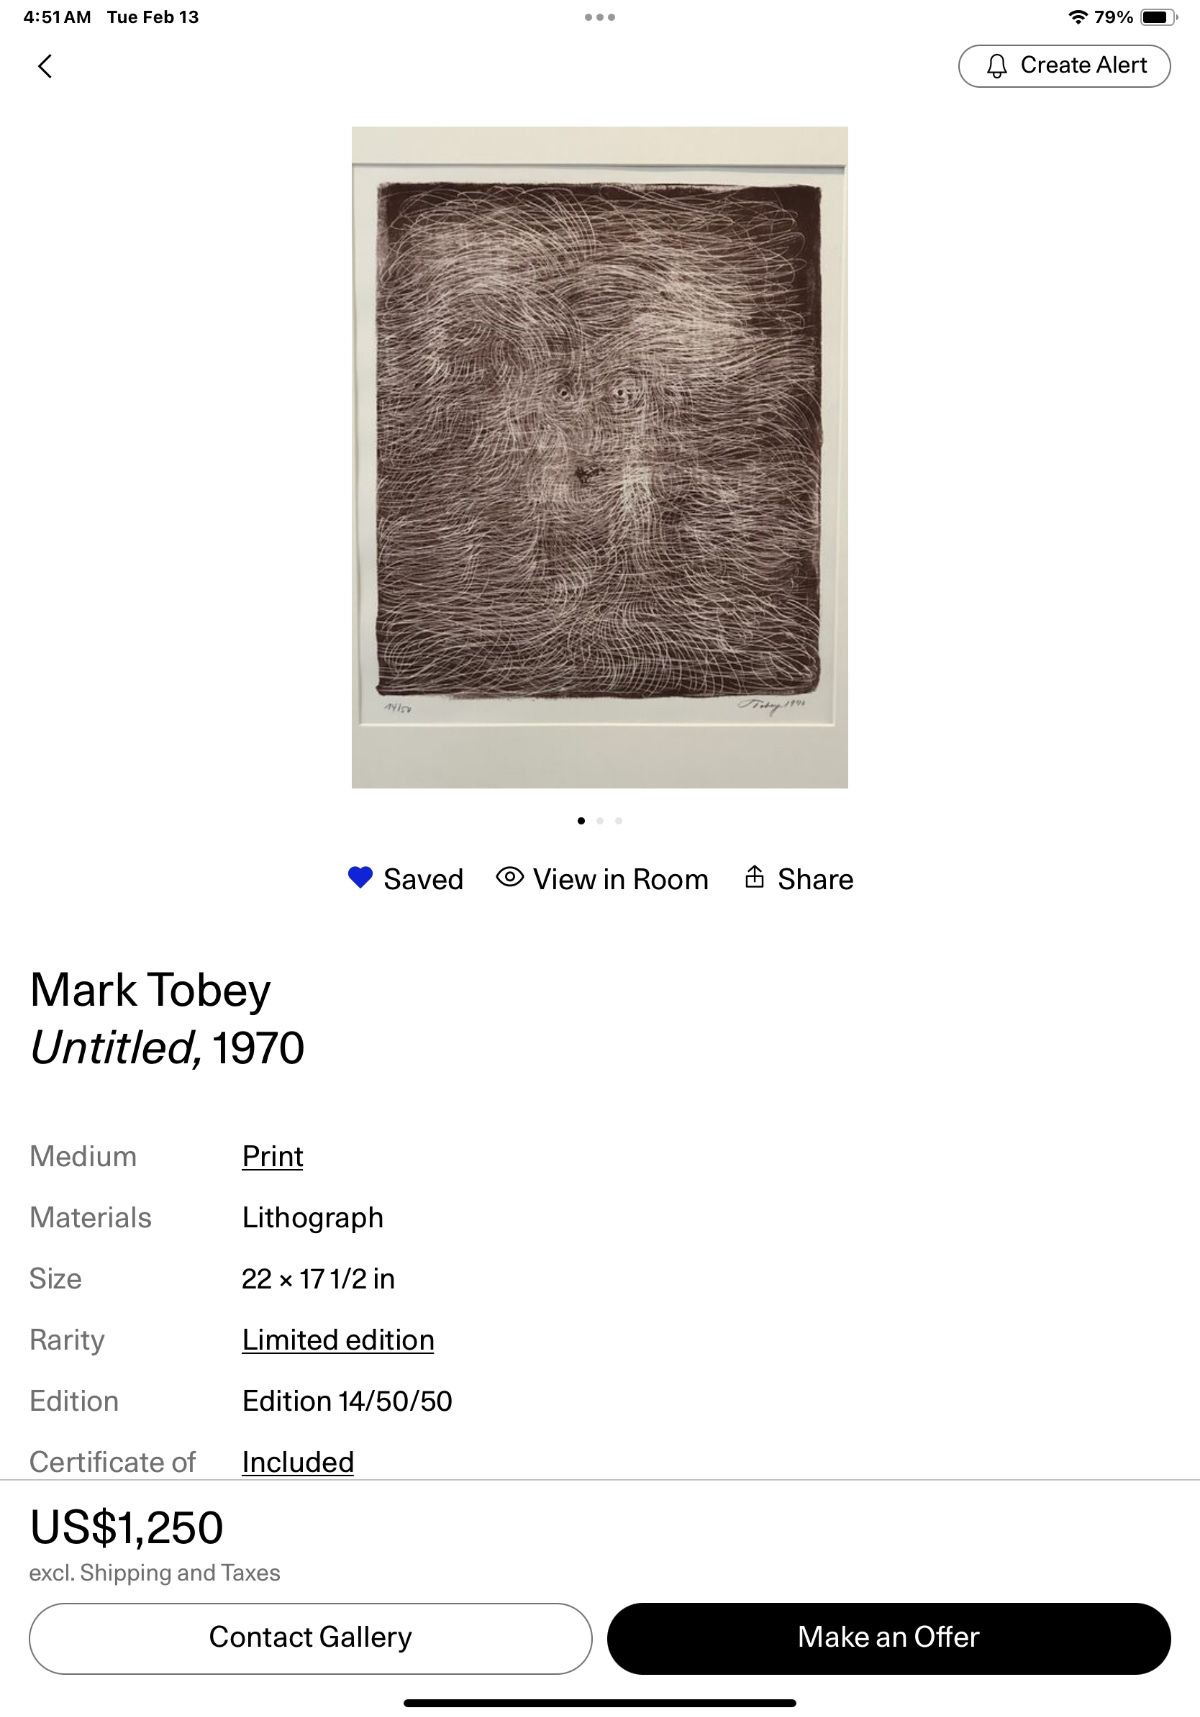 4:51 AM Tue Feb 13
79%
Create Alert
14/50
Tobey 1970
Saved
View in Room
Share
Mark Tobey
Untitled, 1970
Medium Print
Materials Lithograph
Size 22 × 17 1/2 in
Rarity Limited edition
Edition Edition 14/50/50
Certificate of Included
US$1,250
excl. Shipping and Taxes
Contact Gallery
Make an Offer